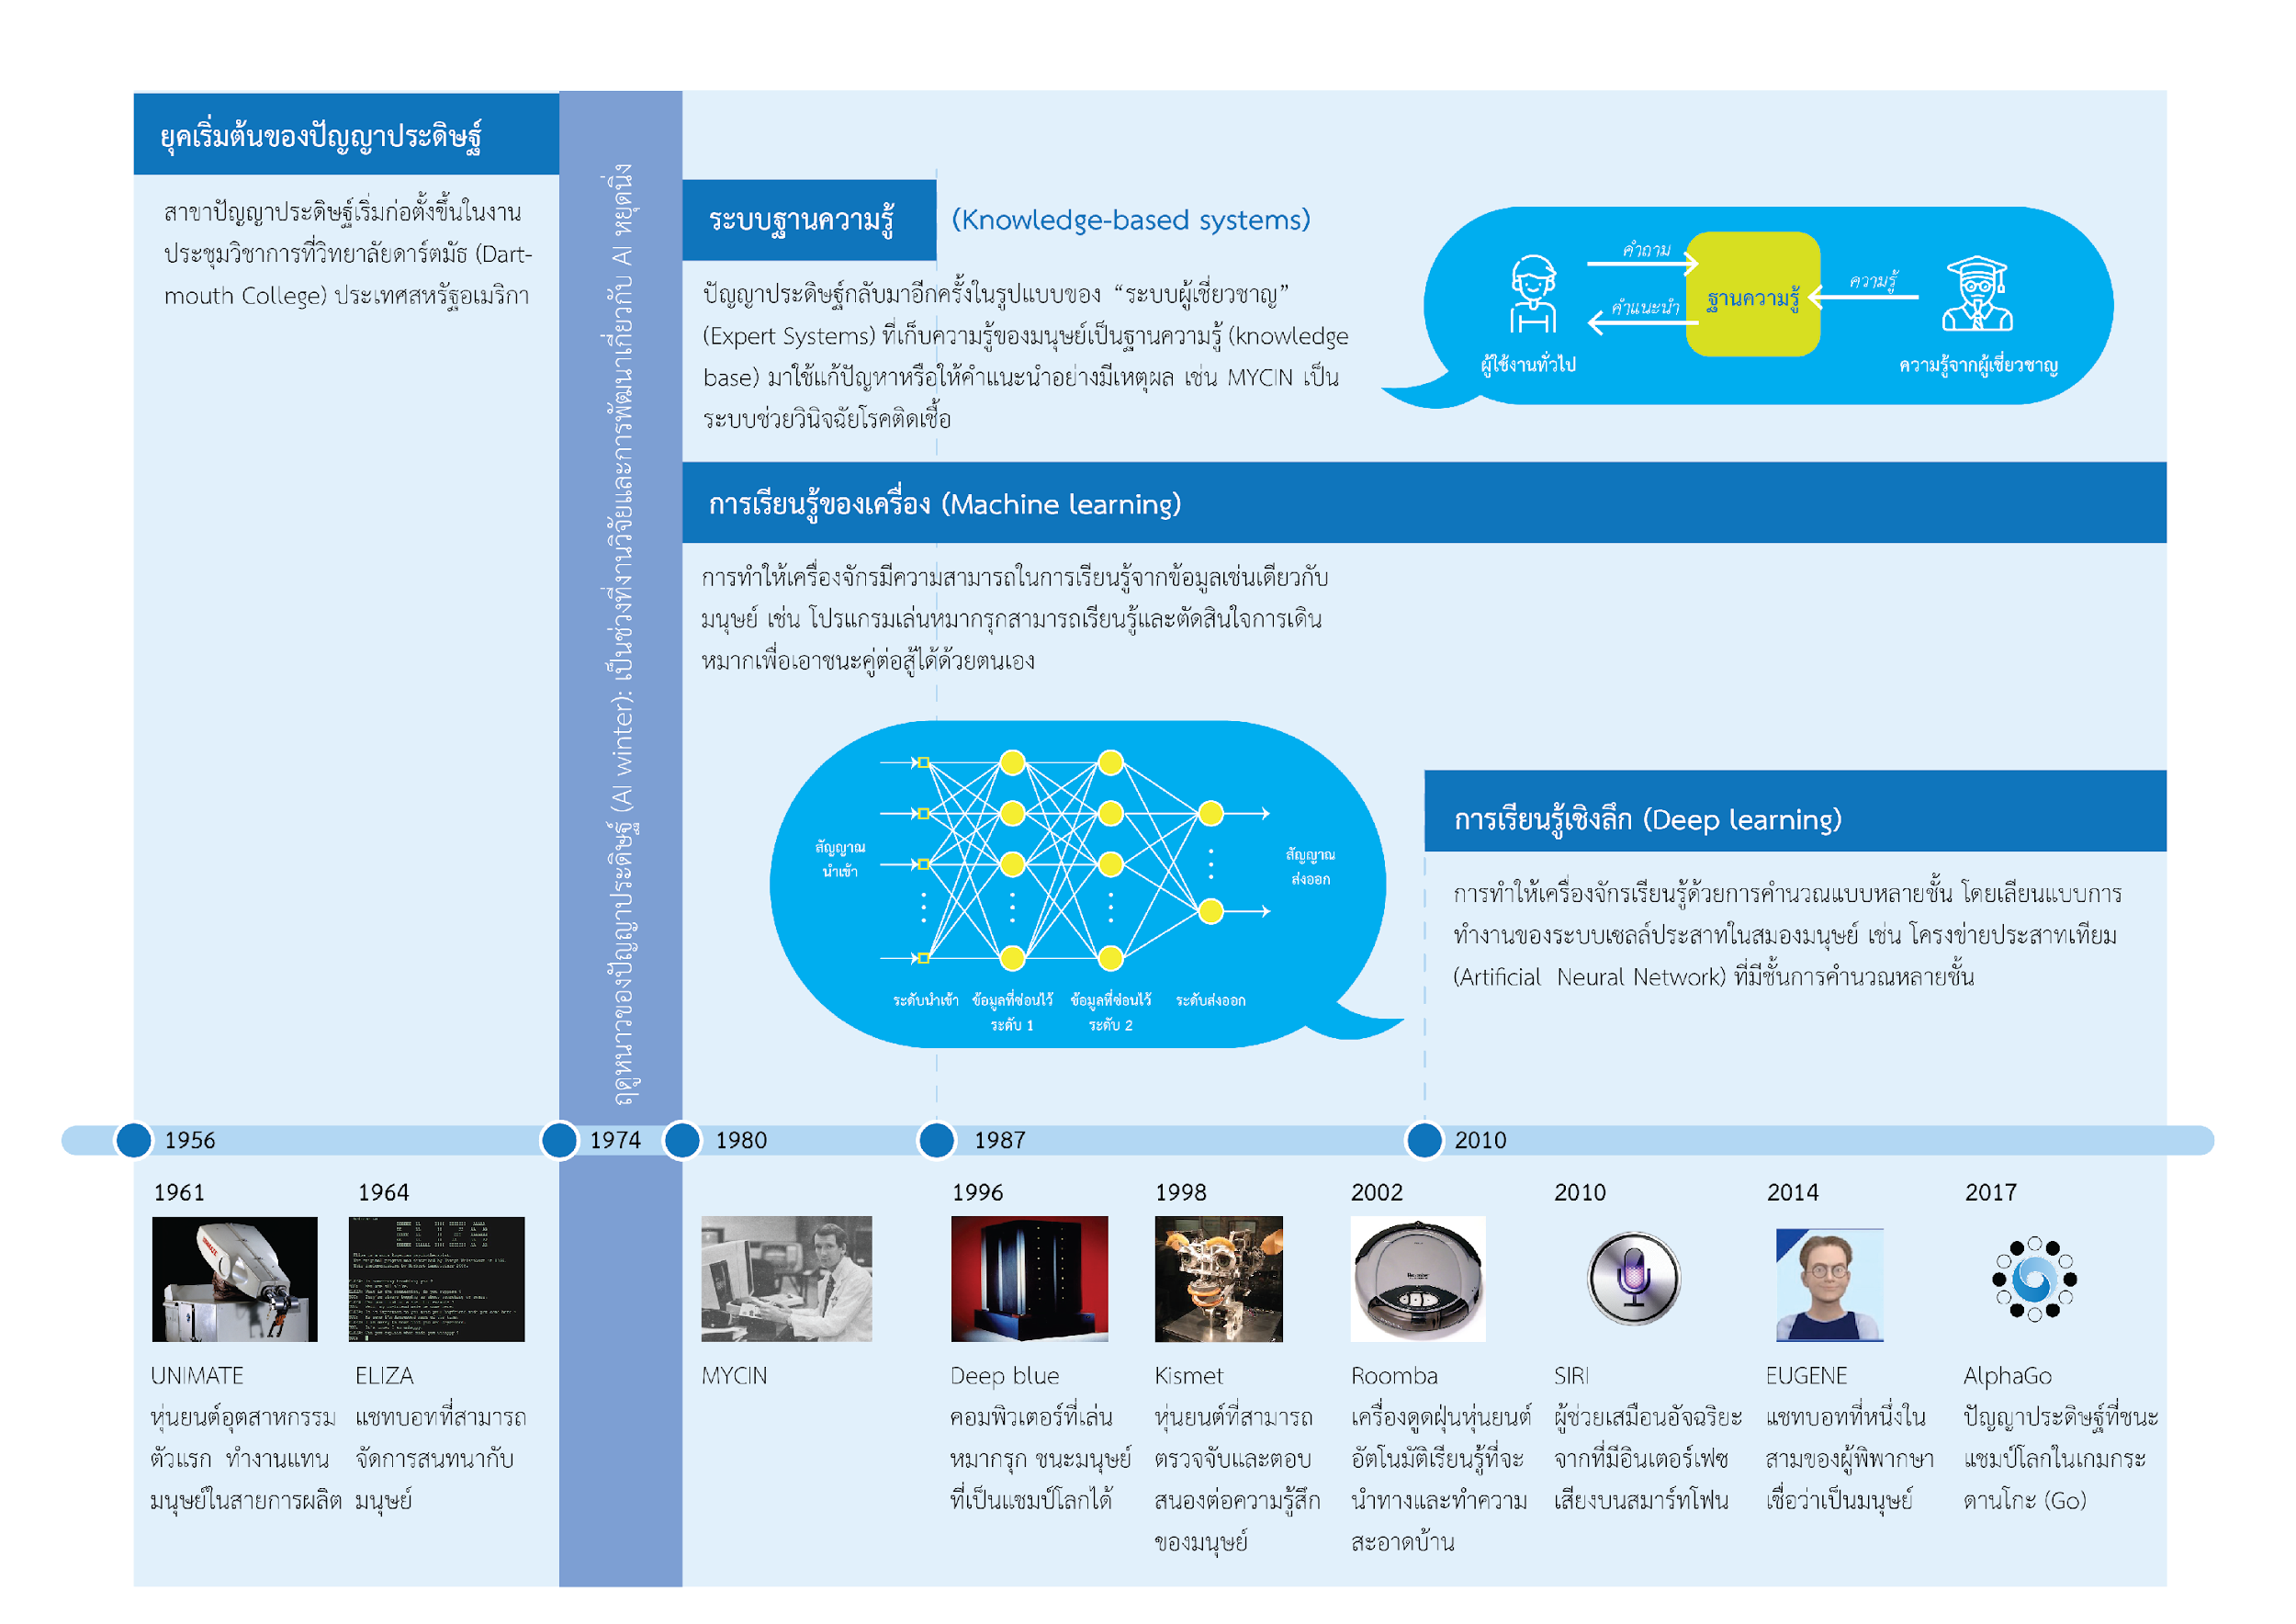 ยุคเริ่มต้นของปัญญาประดิษฐ์
สาขาปัญญาประดิษฐ์เริ่มก่อตั้งขึ้นในงาน
ประชุมวิชาการที่วิทยาลัยดาร์ตมัธ (Dart-
mouth College) ประเทศสหรัฐอเมริกา
ฤดูหนาวของปัญญาประดิษฐ์ (AI winter): เป็นช่วงที่งานวิจัยและการพัฒนาเกี่ยวกับ AI หยุดนิ่ง
ระบบฐานความรู้ (Knowledge-based systems)
ปัญญาประดิษฐ์กลับมาอีกครั้งในรูปแบบของ “ระบบผู้เชี่ยวชาญ”
(Expert Systems) ที่เก็บความรู้ของมนุษย์เป็นฐานความรู้ (knowledge
base) มาใช้แก้ปัญหาหรือให้คำแนะนำอย่างมีเหตุผล เช่น MYCIN เป็น
ระบบช่วยวินิจฉัยโรคติดเชื้อ
คำถาม
คำแนะนำ
ฐานความรู้
ความรู้
ผู้ใช้งานทั่วไป
ความรู้จากผู้เชี่ยวชาญ
การเรียนรู้ของเครื่อง (Machine learning)
การทำให้เครื่องจักรมีความสามารถในการเรียนรู้จากข้อมูลเช่นเดียวกับ
มนุษย์ เช่น โปรแกรมเล่นหมากรุกสามารถเรียนรู้และตัดสินใจการเดิน
หมากเพื่อเอาชนะคู่ต่อสู้ได้ด้วยตนเอง
สัญญาณ
นำเข้า
สัญญาณ
ส่งออก
ระดับนำเข้า
ข้อมูลที่ซ่อนไว้
ระดับ 1
ข้อมูลที่ซ่อนไว้
ระดับ 2
ระดับส่งออก
การเรียนรู้เชิงลึก (Deep learning)
การทำให้เครื่องจักรเรียนรู้ด้วยการคำนวณแบบหลายชั้น โดยเลียนแบบการ
ทำงานของระบบเซลล์ประสาทในสมองมนุษย์ เช่น โครงข่ายประสาทเทียม
(Artificial Neural Network) ที่มีชั้นการคำนวณหลายชั้น
1956
1974
1980
1987
2010
1961
UNIMATE
หุ่นยนต์อุตสาหกรรม
ตัวแรก ทำงานแทน
มนุษย์ในสายการผลิต
1964
ELIZA
แชทบอทที่สามารถ
จัดการสนทนากับ
มนุษย์
MYCIN
1996
Deep blue
คอมพิวเตอร์ที่เล่น
หมากรุก ชนะมนุษย์
ที่เป็นแชมป์โลกได้
1998
Kismet
หุ่นยนต์ที่สามารถ
ตรวจจับและตอบ
สนองต่อความรู้สึก
ของมนุษย์
2002
Roomba
เครื่องดูดฝุ่นหุ่นยนต์
อัตโนมัติเรียนรู้ที่จะ
นำทางและทำความ
สะอาดบ้าน
2010
SIRI
ผู้ช่วยเสมือนอัจฉริยะ
จากที่มีอินเตอร์เฟซ
เสียงบนสมาร์ทโฟน
2014
EUGENE
แชทบอทที่หนึ่งใน
สามของผู้พิพากษา
เชื่อว่าเป็นมนุษย์
2017
AlphaGo
ปัญญาประดิษฐ์ที่ชนะ
แชมป์โลกในเกมกระ
ดานโกะ (Go)